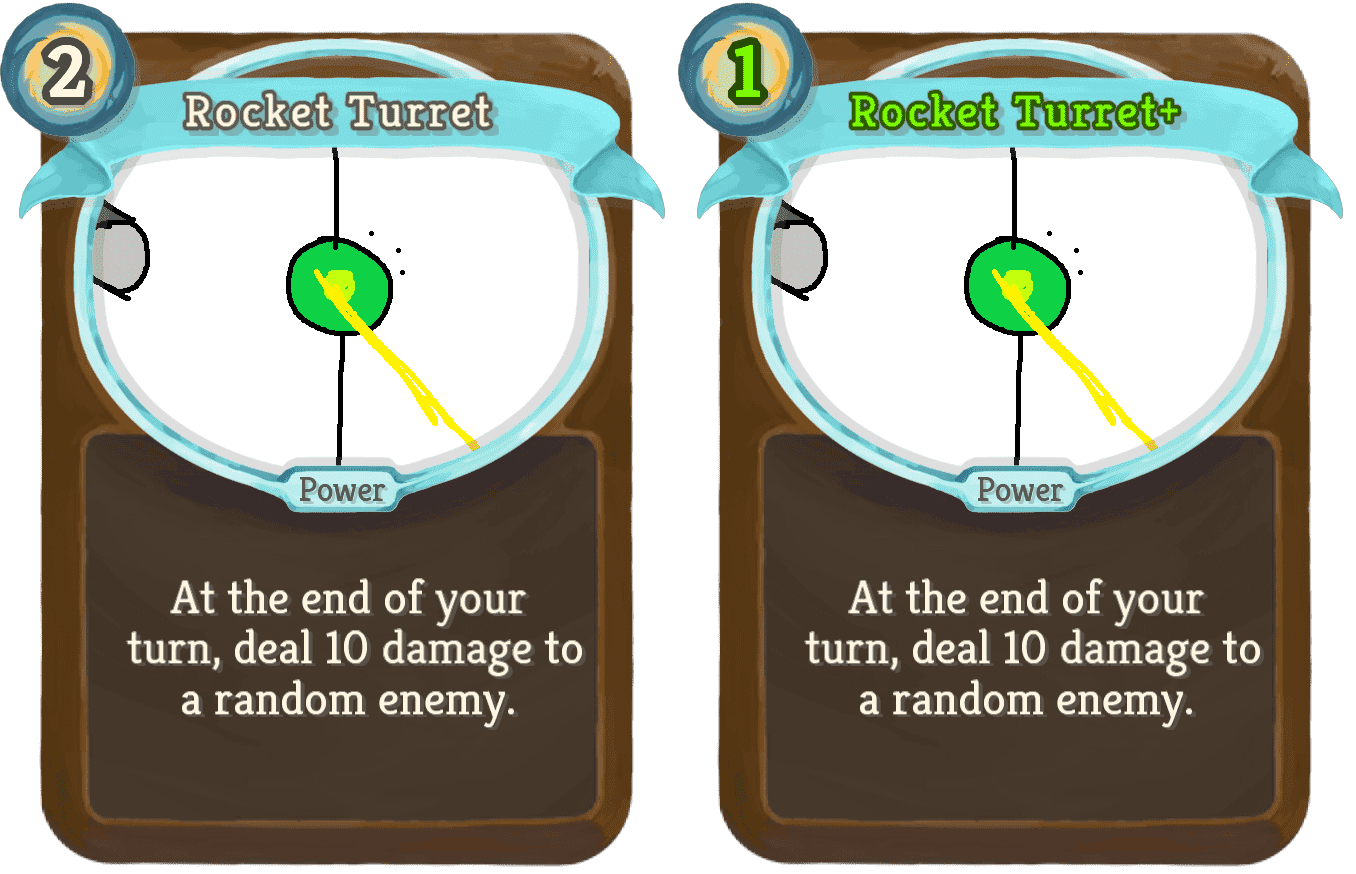 2
Rocket Turret
Power
At the end of your
turn, deal 10 damage to
a random enemy.
1
Rocket Turret+
Power
At the end of your
turn, deal 10 damage to
a random enemy.